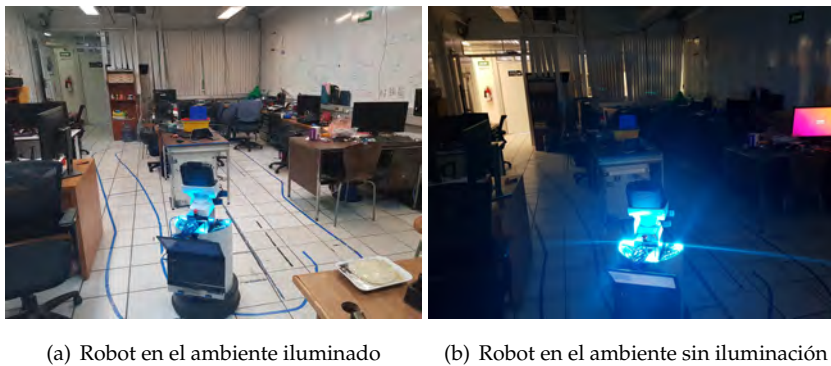 (a) Robot en el ambiente iluminado
(b) Robot en el ambiente sin iluminación